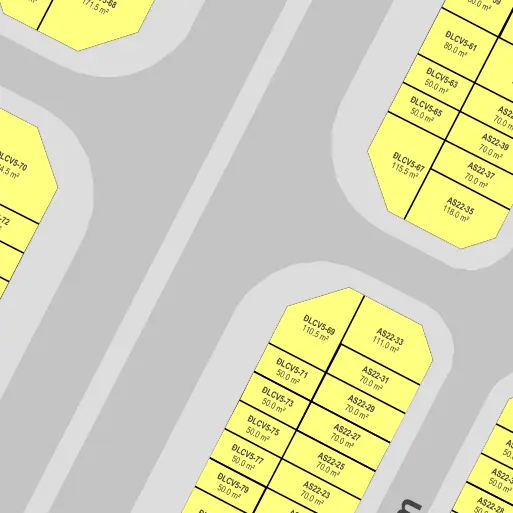 171.5 m²
ĐLCV5-61
80.0 m²
ĐLCV5-63
50.0 m²
ĐLCV5-65
50.0 m²
ĐLCV5-67
115.5 m²
AS22-39
70.0 m²
AS22-37
70.0 m²
AS22-35
118.0 m²
ĐLCV5-70
ĐLCV5-69
110.5 m²
AS22-33
111.0 m²
ĐLCV5-71
50.0 m²
AS22-31
70.0 m²
ĐLCV5-73
50.0 m²
AS22-29
70.0 m²
ĐLCV5-75
50.0 m²
AS22-27
70.0 m²
ĐLCV5-77
50.0 m²
AS22-25
70.0 m²
ĐLCV5-79
50.0 m²
AS22-23
70.0 m²